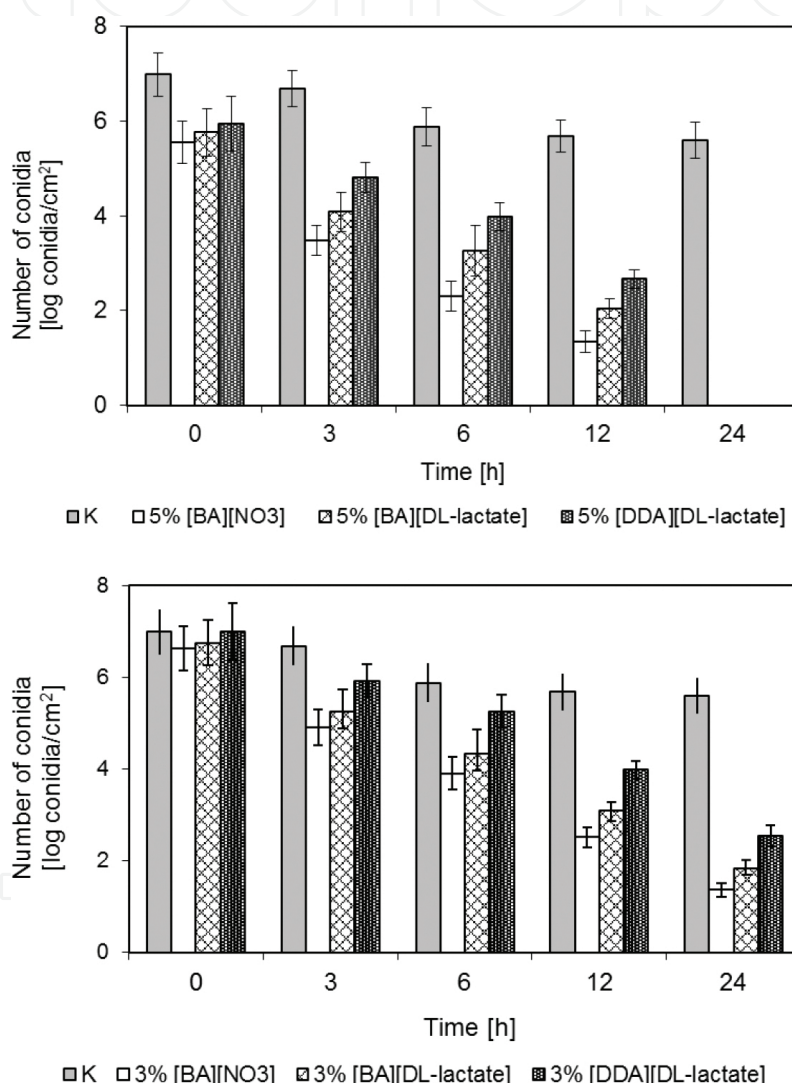 8
6
4
2
0
Number of conidia
[log conidia/cm²]
0 3 6 12 24
Time [h]
K 5% [BA][NO3] 5% [BA][DL-lactate] 5% [DDA][DL-lactate]
8
6
4
2
0
Number of conidia
[log conidia/cm²]
0 3 6 12 24
Time [h]
K 3% [BA][NO3] 3% [BA][DL-lactate] 3% [DDA][DL-lactate]